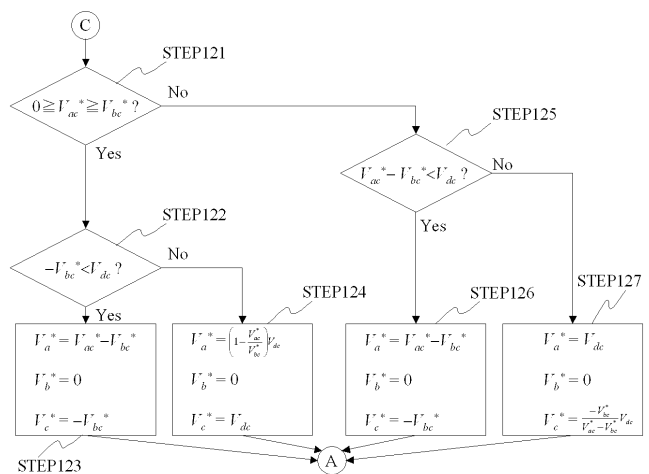 C
STEP121
0≧V_ac*≧V_bc* ?
No
Yes
STEP125
V_ac*−V_bc*<V_dc ?
No
Yes
STEP122
−V_bc*<V_dc ?
No
Yes
STEP124
STEP126
STEP127
V_a* = V_ac*−V_bc*
V_b* = 0
V_c* = −V_bc*
STEP123
V_a* = (1−V_ac*/V_bc*)V_dc
V_b* = 0
V_c* = V_dc
V_a* = V_ac*−V_bc*
V_b* = 0
V_c* = −V_bc*
V_a* = V_dc
V_b* = 0
V_c* = −V_bc*/(V_ac*−V_bc*) V_dc
A